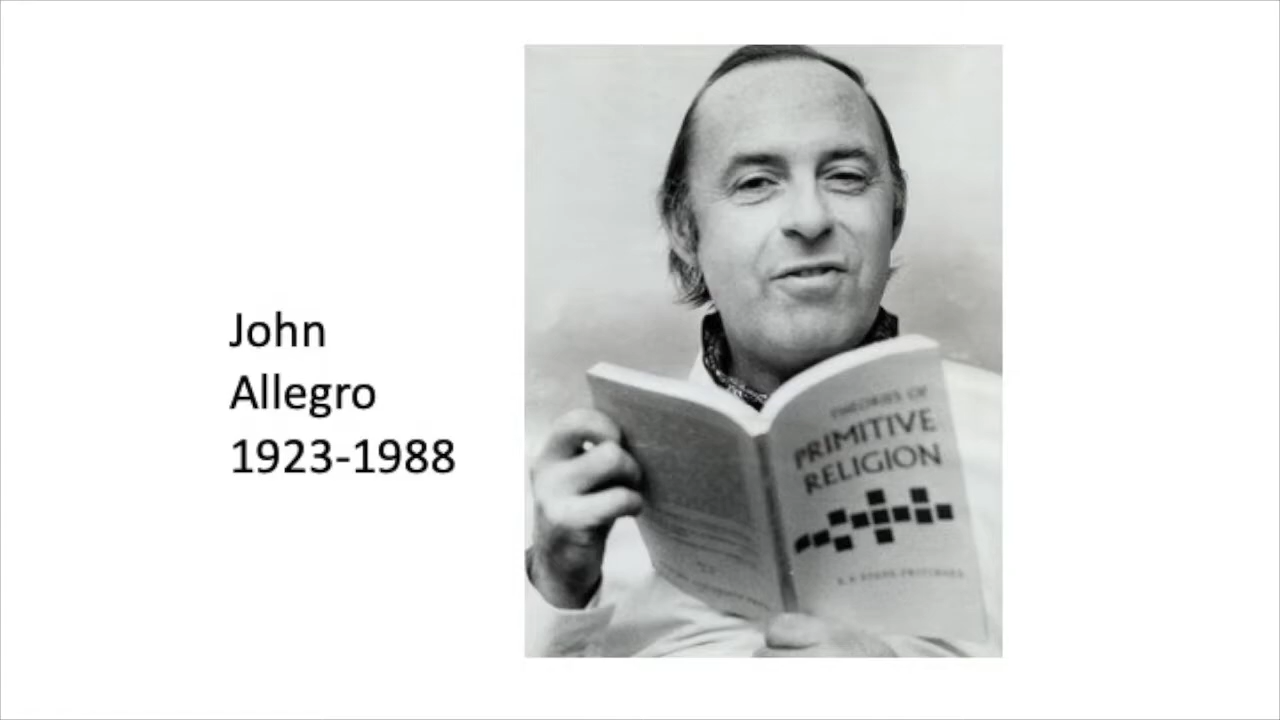 John
Allegro
1923-1988
THEORIES OF
PRIMITIVE
RELIGION